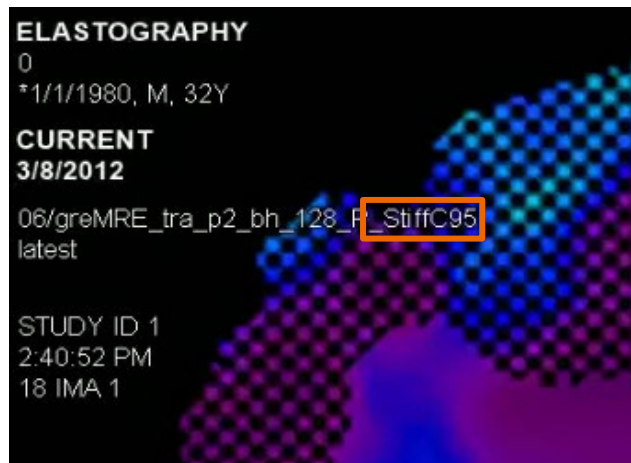 ELASTOGRAPHY
0
*1/1/1980, M, 32Y
CURRENT
3/8/2012
06/greMRE_tra_p2_bh_128_P_StiffC95
latest
STUDY ID 1
2:40:52 PM
18 IMA 1